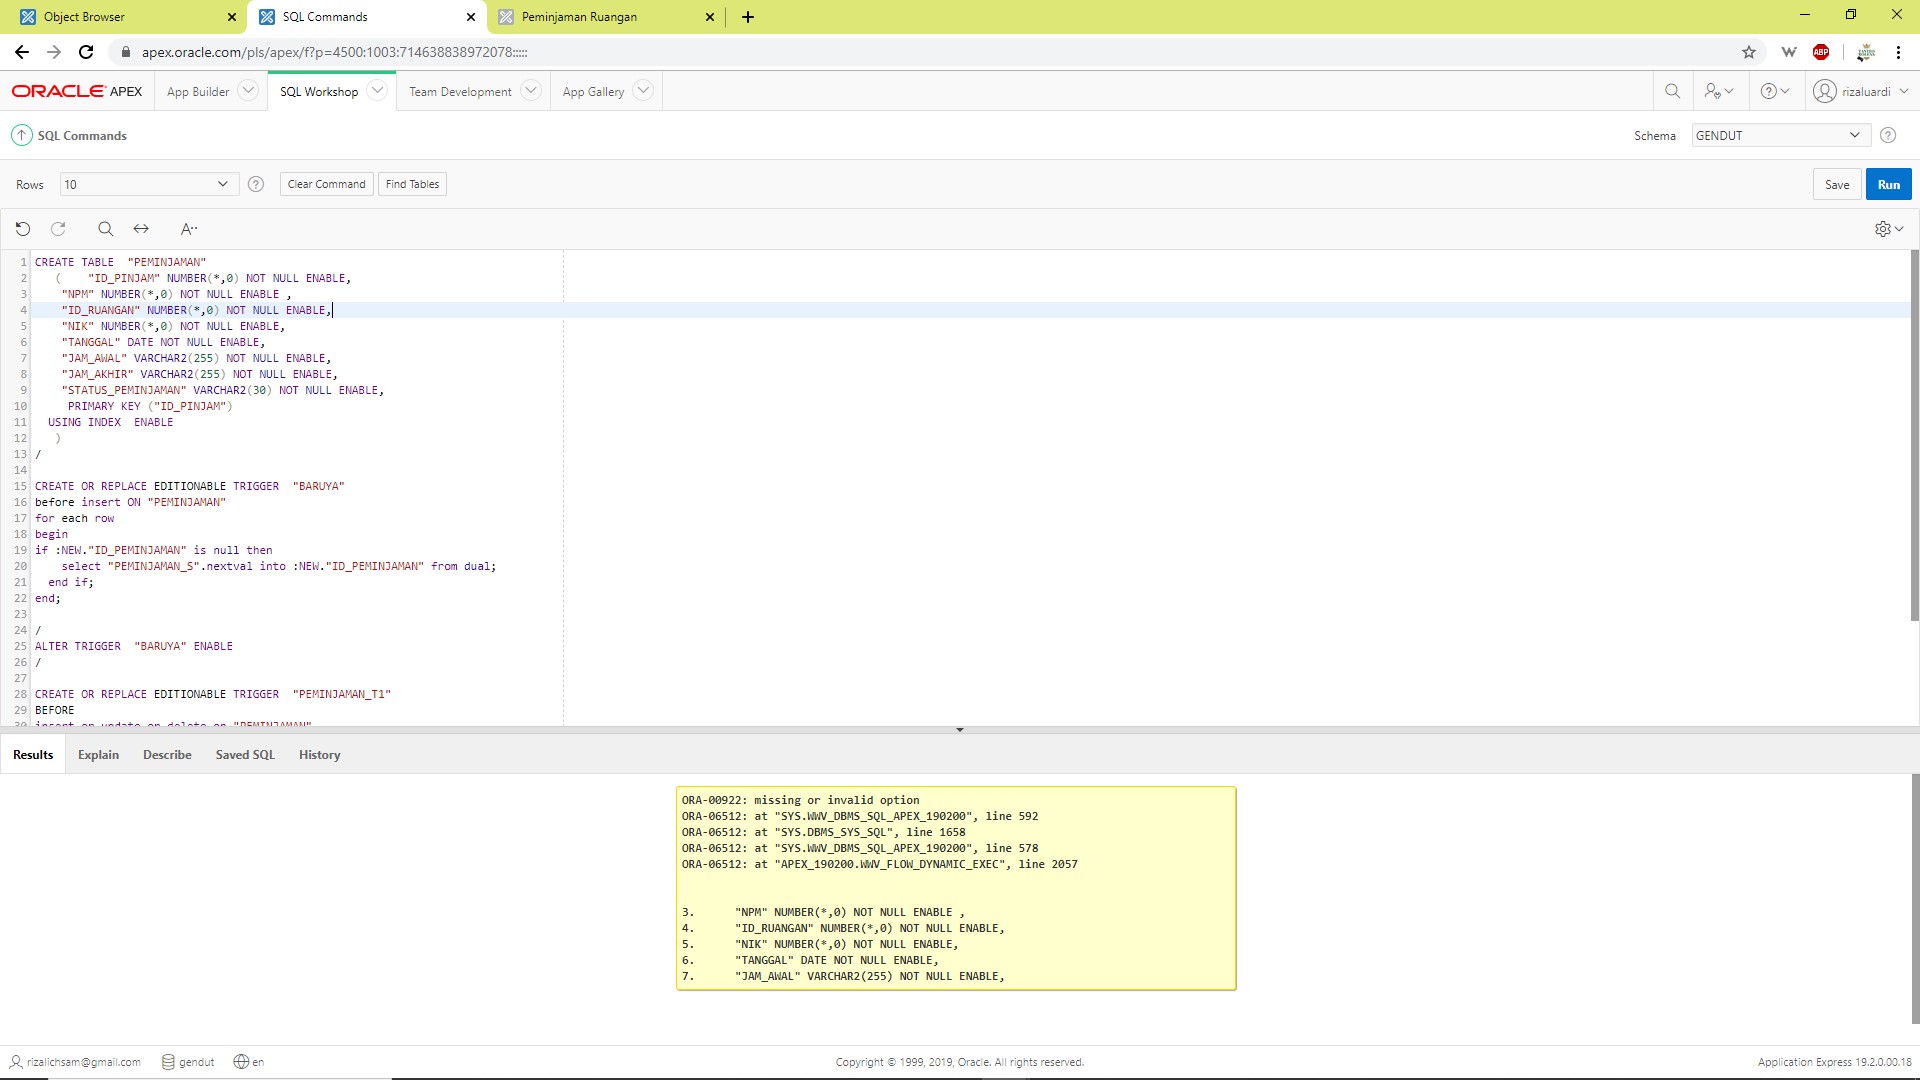 Object Browser
SQL Commands
Peminjaman Ruangan
apex.oracle.com/pls/apex/f?p=4500:1003:714638838972078:::::
W
ABP
ORACLE APEX
App Builder
SQL Workshop
Team Development
App Gallery
rizaluardi
SQL Commands
Schema
GENDUT
Rows
10
Clear Command
Find Tables
Save
Run
A
1 CREATE TABLE  "PEMINJAMAN"
2    (    "ID_PINJAM" NUMBER(*,0) NOT NULL ENABLE,
3     "NPM" NUMBER(*,0) NOT NULL ENABLE ,
4     "ID_RUANGAN" NUMBER(*,0) NOT NULL ENABLE,
5     "NIK" NUMBER(*,0) NOT NULL ENABLE,
6     "TANGGAL" DATE NOT NULL ENABLE,
7     "JAM_AWAL" VARCHAR2(255) NOT NULL ENABLE,
8     "JAM_AKHIR" VARCHAR2(255) NOT NULL ENABLE,
9     "STATUS_PEMINJAMAN" VARCHAR2(30) NOT NULL ENABLE,
10      PRIMARY KEY ("ID_PINJAM")
11   USING INDEX  ENABLE
12    )
13 /
14
15 CREATE OR REPLACE EDITIONABLE TRIGGER  "BARUYA"
16 before insert ON "PEMINJAMAN"
17 for each row
18 begin
19 if :NEW."ID_PEMINJAMAN" is null then
20     select "PEMINJAMAN_S".nextval into :NEW."ID_PEMINJAMAN" from dual;
21   end if;
22 end;
23
24 /
25 ALTER TRIGGER  "BARUYA" ENABLE
26 /
27
28 CREATE OR REPLACE EDITIONABLE TRIGGER  "PEMINJAMAN_T1"
29 BEFORE
30 insert or update or delete on "PEMINJAMAN"
Results
Explain
Describe
Saved SQL
History
ORA-00922: missing or invalid option
ORA-06512: at "SYS.WWV_DBMS_SQL_APEX_190200", line 592
ORA-06512: at "SYS.DBMS_SYS_SQL", line 1658
ORA-06512: at "SYS.WWV_DBMS_SQL_APEX_190200", line 578
ORA-06512: at "APEX_190200.WWV_FLOW_DYNAMIC_EXEC", line 2057
3.      "NPM" NUMBER(*,0) NOT NULL ENABLE ,
4.      "ID_RUANGAN" NUMBER(*,0) NOT NULL ENABLE,
5.      "NIK" NUMBER(*,0) NOT NULL ENABLE,
6.      "TANGGAL" DATE NOT NULL ENABLE,
7.      "JAM_AWAL" VARCHAR2(255) NOT NULL ENABLE,
rizalichsam@gmail.com
gendut
en
Copyright © 1999, 2019, Oracle. All rights reserved.
Application Express 19.2.0.00.18